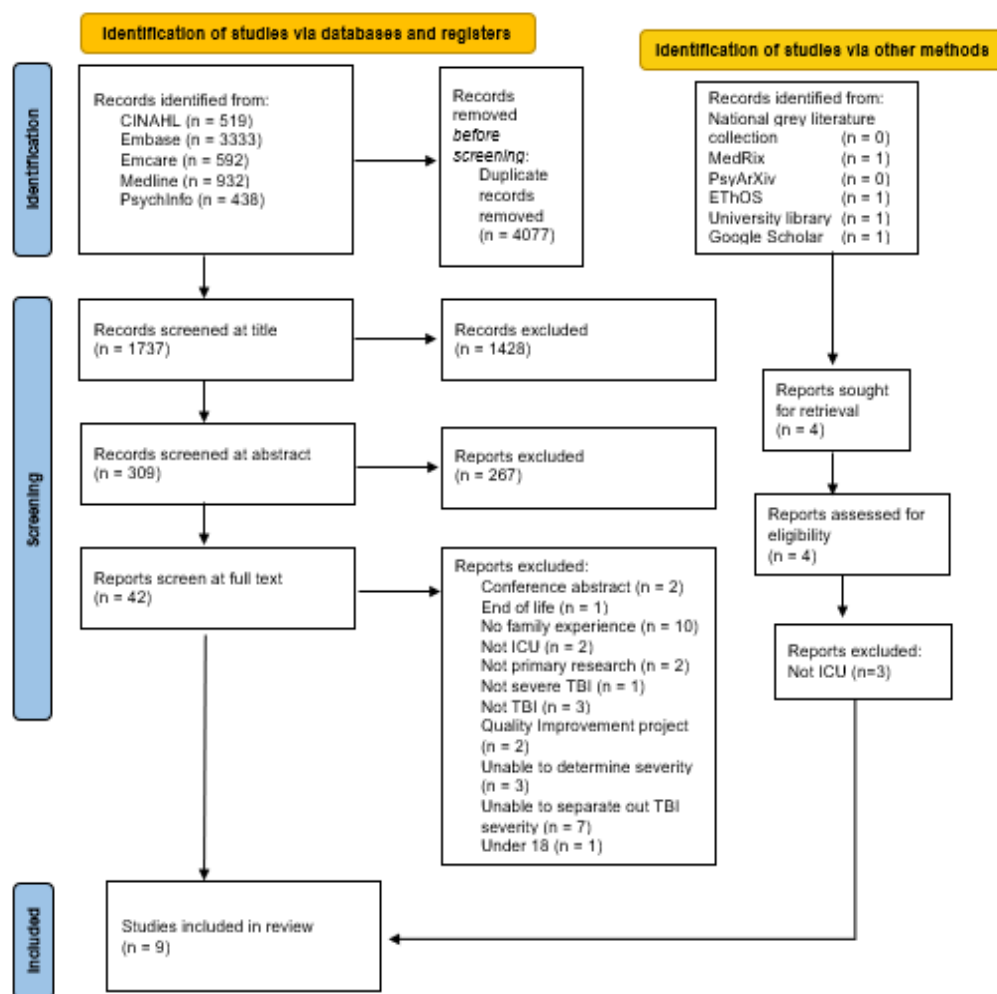 Identification of studies via databases and registers
Identification of studies via other methods
Identification
Records identified from:
CINAHL (n = 519)
Embase (n = 3333)
Emcare (n = 592)
Medline (n = 932)
PsychInfo (n = 438)
Records
removed
before
screening:
Duplicate
records
removed
(n = 4077)
Records identified from:
National grey literature
collection (n = 0)
MedRix (n = 1)
PsyArXiv (n = 0)
EThOS (n = 1)
University library (n = 1)
Google Scholar (n = 1)
Screening
Records screened at title
(n = 1737)
Records excluded
(n = 1428)
Reports sought
for retrieval
(n = 4)
Records screened at abstract
(n = 309)
Reports excluded
(n = 267)
Reports assessed for
eligibility
(n = 4)
Reports screen at full text
(n = 42)
Reports excluded:
Conference abstract (n = 2)
End of life (n = 1)
No family experience (n = 10)
Not ICU (n = 2)
Not primary research (n = 2)
Not severe TBI (n = 1)
Not TBI (n = 3)
Quality Improvement project
(n = 2)
Unable to determine severity
(n = 3)
Unable to separate out TBI
severity (n = 7)
Under 18 (n = 1)
Reports excluded:
Not ICU (n=3)
Included
Studies included in review
(n = 9)